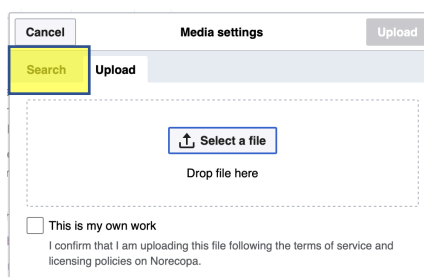 Cancel Media settings Upload
Search Upload
Select a file
Drop file here
This is my own work
I confirm that I am uploading this file following the terms of service and
licensing policies on Norecopa.